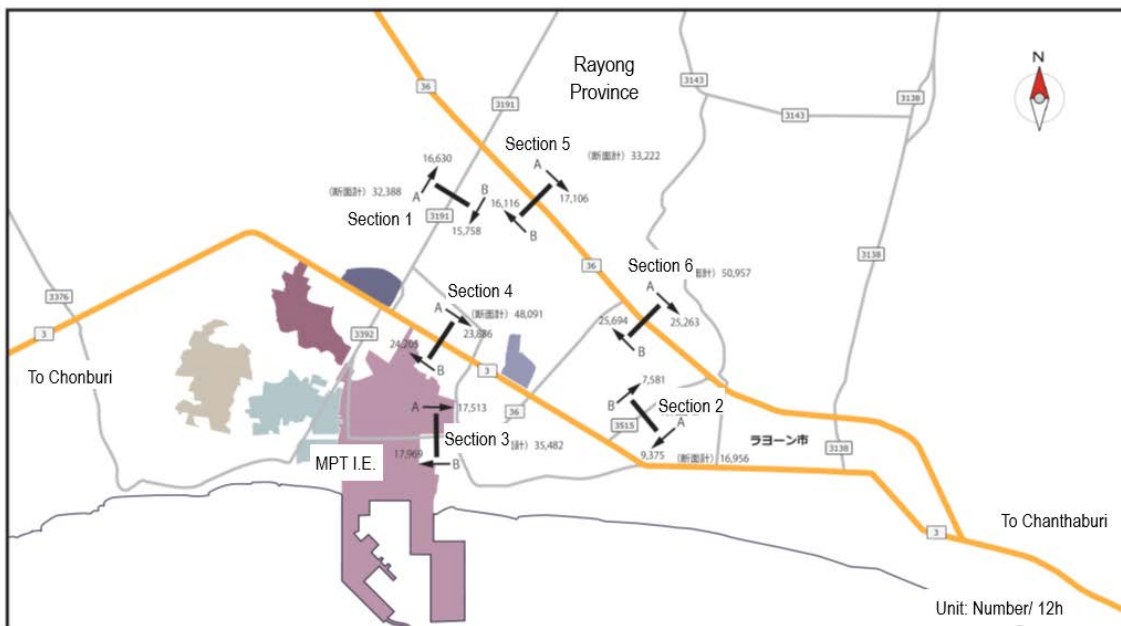 Rayong
Province
N
3143
3138
36
3191
3143
Section 5
16,630
A
(断面計) 33,222
(断面計) 32,388
A
B
16,116
17,106
3191
Section 1
15,758
B
3138
36
Section 6
50,957
A
Section 4
A
(断面計) 48,091
25,694
25,263
23,886
3376
3
3392
24,205
B
B
To Chonburi
3
7,581
A
17,513
36
B
Section 2
A
3515
Section 3
35,482
ラヨーン市
3138
MPT I.E.
17,969
B
9,375
(断面計) 16,956
3
To Chanthaburi
Unit: Number/ 12h